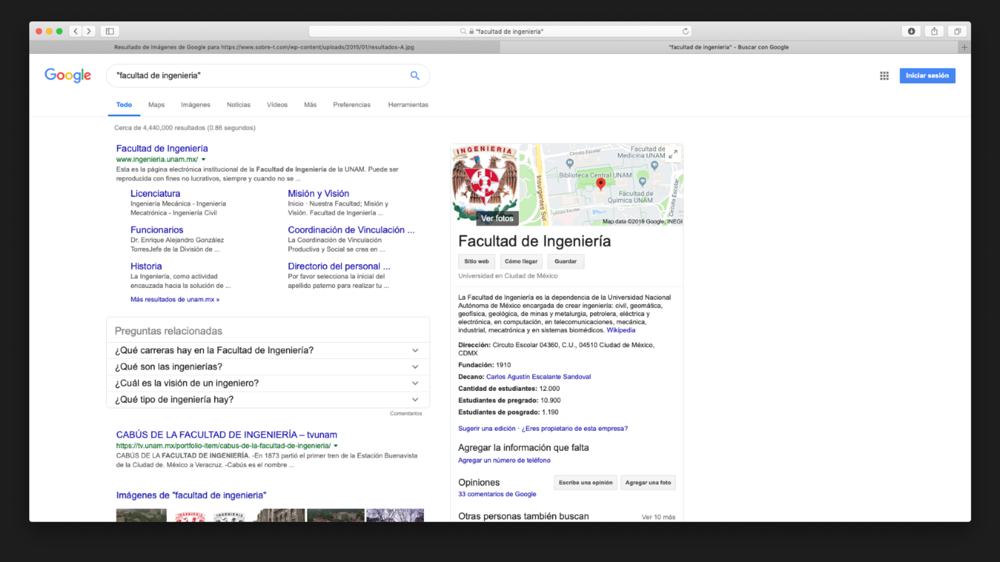 "facultad de ingenieria"
Resultado de imágenes de Google para https://www.sobre-t.com/wp-content/uploads/2015/01/resultados-A.jpg
"facultad de ingenieria" - Buscar con Google
Google
"facultad de ingenieria"
Iniciar sesión
Todo Maps Imágenes Noticias Vídeos Más Preferencias Herramientas
Cerca de 4,440,000 resultados (0.86 segundos)
Facultad de Ingeniería
www.ingenieria.unam.mx/
Esta es la página electrónica institucional de la Facultad de Ingeniería de la UNAM. Puede ser
reproducida con fines no lucrativos, siempre y cuando no se ...
Licenciatura
Ingeniería Mecánica - Ingeniería
Mecatrónica - Ingeniería Civil
Misión y Visión
Inicio · Nuestra Facultad; Misión y
Visión. Facultad de Ingeniería ...
Funcionarios
Dr. Enrique Alejandro González
TorresJefe de la División de ...
Coordinación de Vinculación ...
La Coordinación de Vinculación
Productiva y Social se crea en ...
Historia
La Ingeniería, como actividad
encauzada hacia la solución de ...
Directorio del personal ...
Por favor selecciona la inicial del
apellido paterno para realizar tu ...
Más resultados de unam.mx »
Preguntas relacionadas
¿Qué carreras hay en la Facultad de Ingeniería?
¿Qué son las ingenierías?
¿Cuál es la visión de un ingeniero?
¿Qué tipo de ingeniería hay?
Comentarios
CABÚS DE LA FACULTAD DE INGENIERÍA – tvunam
https://tv.unam.mx/portfolio-item/cabus-de-la-facultad-de-ingenieria/
CABÚS DE LA FACULTAD DE INGENIERÍA. -En 1873 partió el primer tren de la Estación Buenavista
de la Ciudad de. México a Veracruz. -Cabús es el nombre ...
Imágenes de "facultad de ingenieria"
INGENIERIA
INGENIERIA
INGENIERIA
F I
Ver fotos
Circuto Escolar
Facultad de
Medicina UNAM
Biblioteca Central UNAM
Insurgentes Sur
Facultad de
Química UNAM
Circuto Escolar
Circuto Escolar
Map data ©2019 Google, INEGI
Facultad de Ingeniería
Sitio web
Cómo llegar
Guardar
Universidad en Ciudad de México
La Facultad de Ingeniería es la dependencia de la Universidad Nacional
Autónoma de México encargada de crear ingeniería: civil, geomática,
geofísica, geológica, de minas y metalurgia, petrolera, eléctrica y
electrónica, en computación, en telecomunicaciones, mecánica,
industrial, mecatrónica y en sistemas biomédicos. Wikipedia
Dirección: Circuto Escolar 04360, C.U., 04510 Ciudad de México,
CDMX
Fundación: 1910
Decano: Carlos Agustín Escalante Sandoval
Cantidad de estudiantes: 12.000
Estudiantes de pregrado: 10.900
Estudiantes de posgrado: 1.190
Sugerir una edición · ¿Eres propietario de esta empresa?
Agregar la información que falta
Agregar un número de teléfono
Opiniones
Escribe una opinión
Agregar una foto
33 comentarios de Google
Otras personas también buscan
Ver 10 más